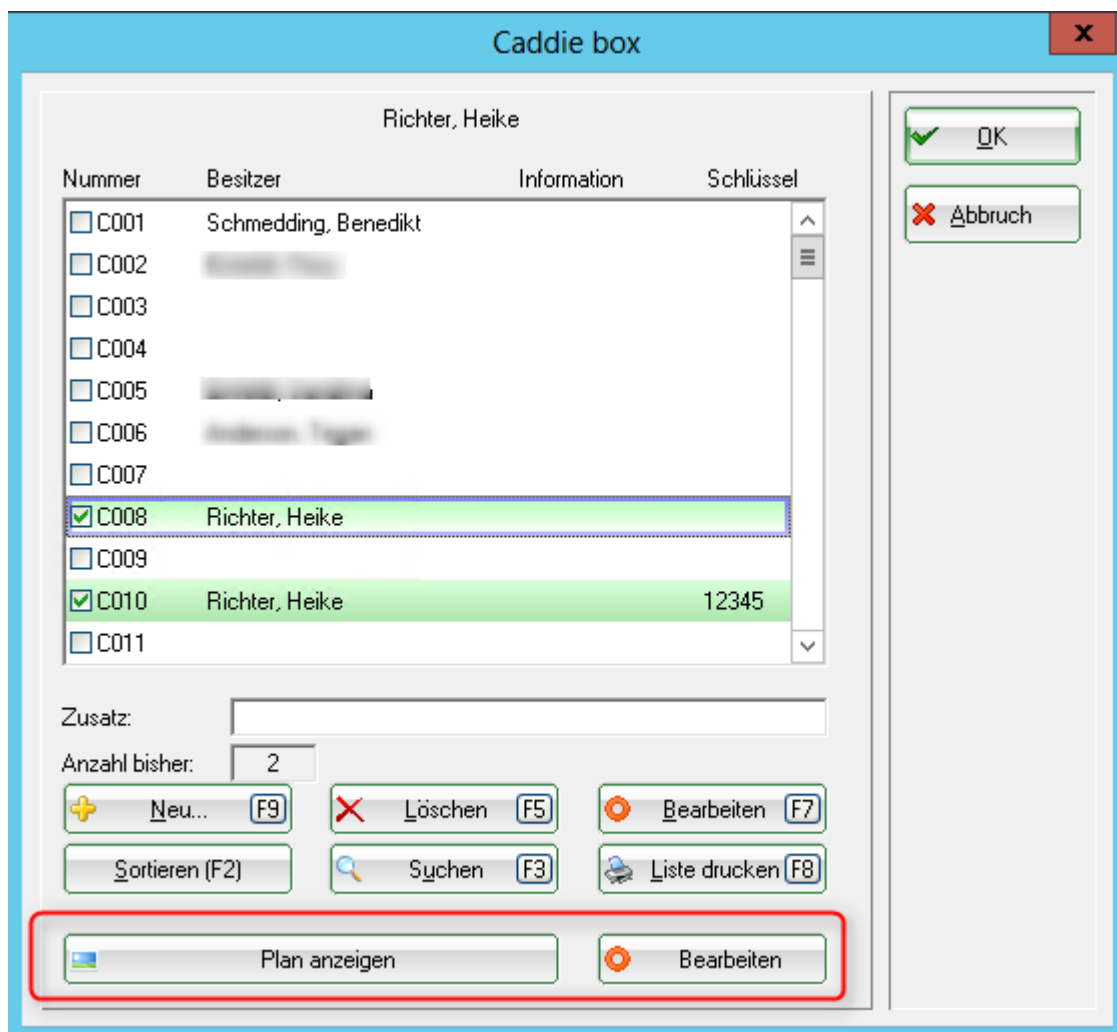 Caddie box
x
Richter, Heike
Nummer Besitzer Information Schlüssel
C001 Schmedding, Benedikt
C002
C003
C004
C005
C006
C007
C008 Richter, Heike
C009
C010 Richter, Heike 12345
C011
Zusatz:
Anzahl bisher: 2
Neu... F9 Löschen F5 Bearbeiten F7
Sortieren (F2) Suchen F3 Liste drucken F8
Plan anzeigen Bearbeiten
OK
Abbruch